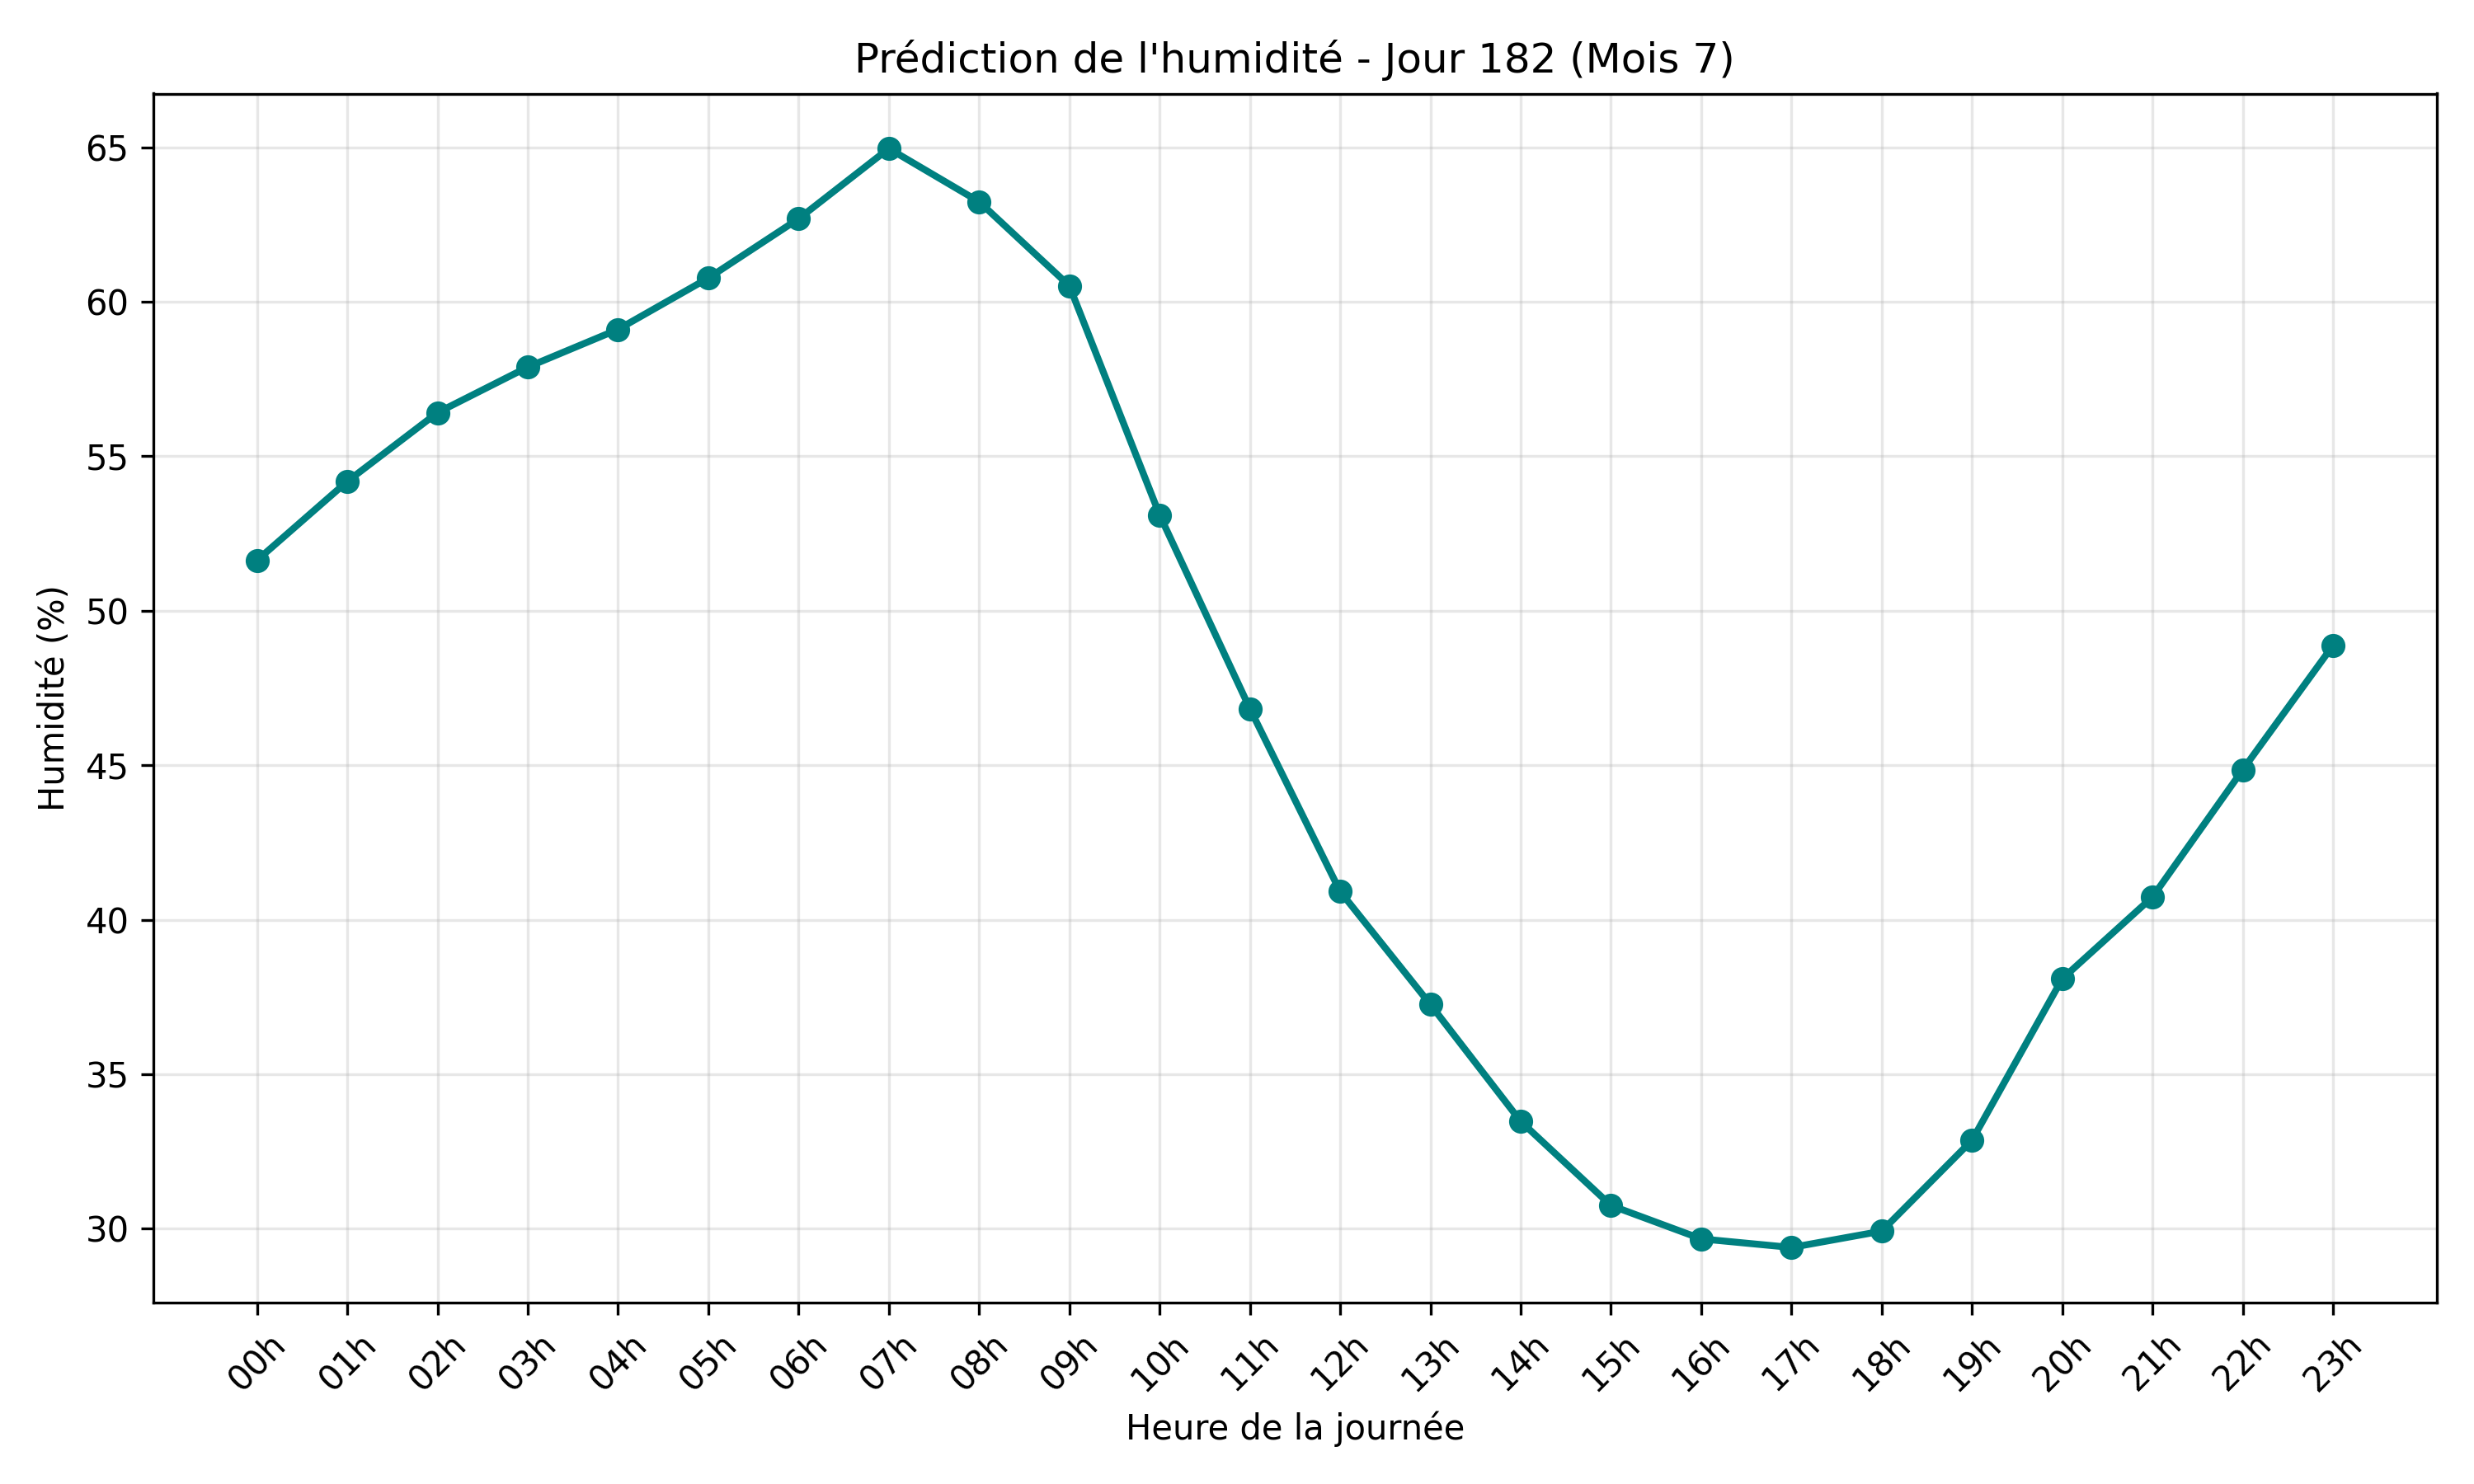 Prédiction de l'humidité - Jour 182 (Mois 7)
Humidité (%)
65
60
55
50
45
40
35
30
00h
01h
02h
03h
04h
05h
06h
07h
08h
09h
10h
11h
12h
13h
14h
15h
16h
17h
18h
19h
20h
21h
22h
23h
Heure de la journée